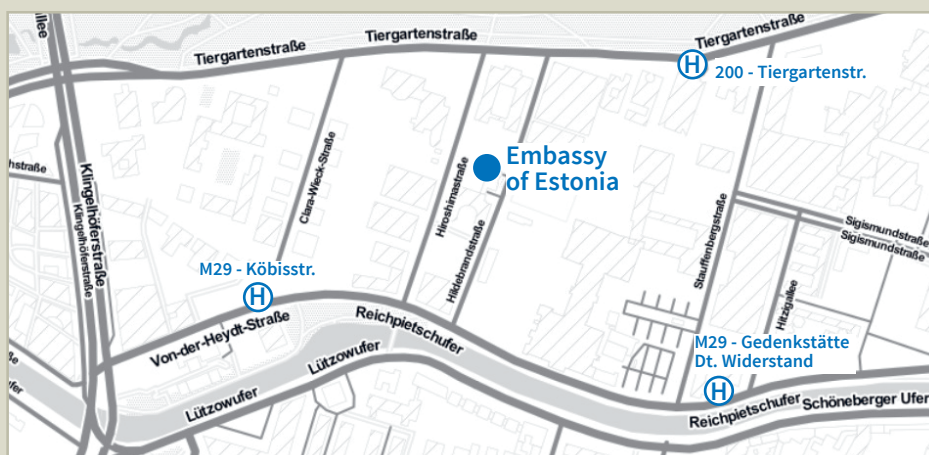 Tiergartenstraße
Tiergartenstraße
Tiergartenstraße
H
200 - Tiergartenstr.
Embassy
of Estonia
Klingelhöferstraße
Klingelhöferstraße
Clara-Wieck-Straße
Hiroshimastraße
Hildebrandstraße
Stauffenbergstraße
Sigismundstraße
Sigismundstraße
Hitzigallee
M29 - Köbisstr.
H
Von-der-Heydt-Straße
Reichpietschufer
Lützowufer
Lützowufer
M29 - Gedenkstätte
Dt. Widerstand
H
Reichpietschufer
Schöneberger Ufer